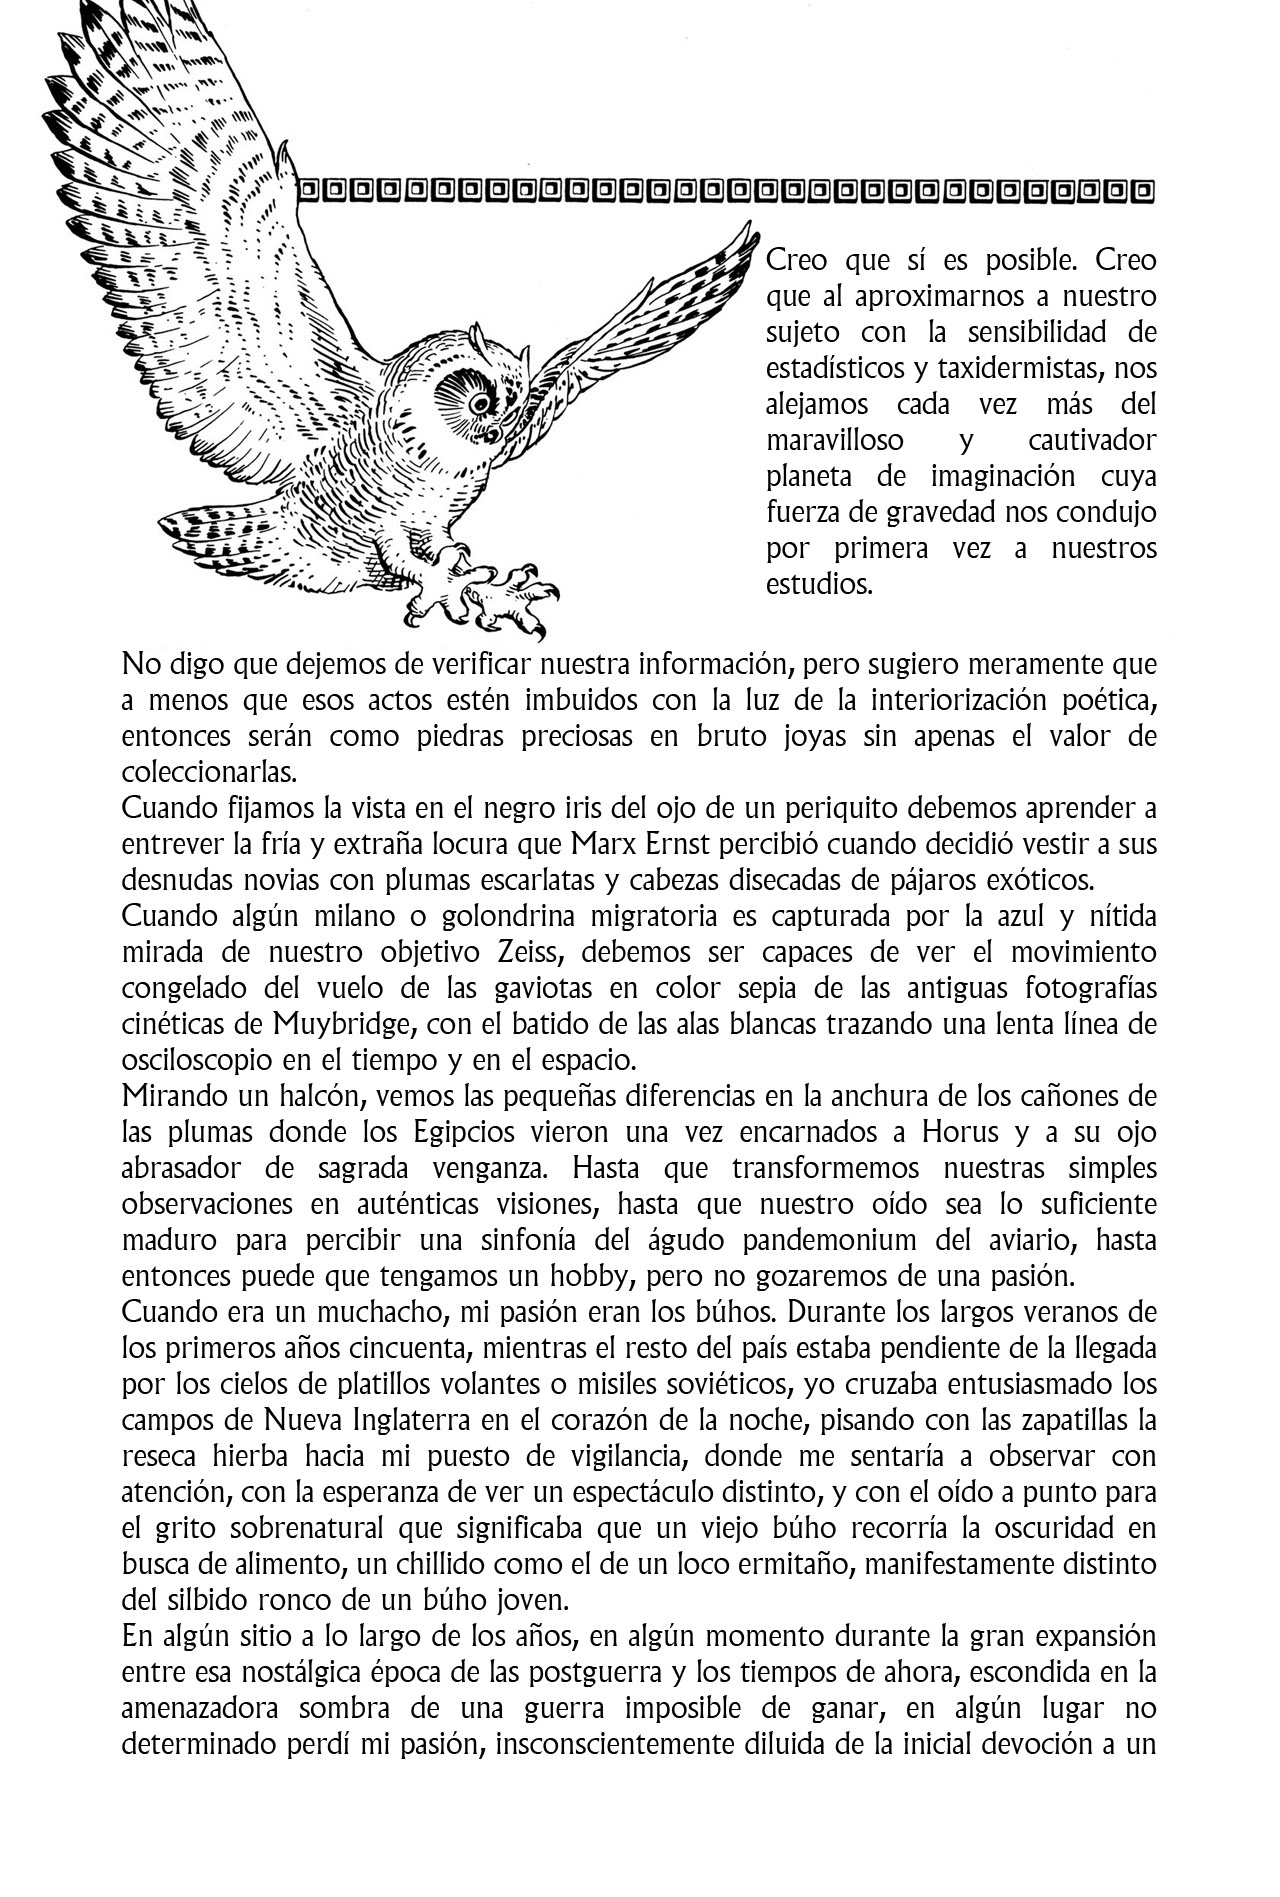 Creo que sí es posible. Creo
que al aproximarnos a nuestro
sujeto con la sensibilidad de
estadísticos y taxidermistas, nos
alejamos cada vez más del
maravilloso y cautivador
planeta de imaginación cuya
fuerza de gravedad nos condujo
por primera vez a nuestros
estudios.
No digo que dejemos de verificar nuestra información, pero sugiero meramente que
a menos que esos actos estén imbuidos con la luz de la interiorización poética,
entonces serán como piedras preciosas en bruto joyas sin apenas el valor de
coleccionarlas.
Cuando fijamos la vista en el negro iris del ojo de un periquito debemos aprender a
entrever la fría y extraña locura que Marx Ernst percibió cuando decidió vestir a sus
desnudas novias con plumas escarlatas y cabezas disecadas de pájaros exóticos.
Cuando algún milano o golondrina migratoria es capturada por la azul y nítida
mirada de nuestro objetivo Zeiss, debemos ser capaces de ver el movimiento
congelado del vuelo de las gaviotas en color sepia de las antiguas fotografías
cinéticas de Muybridge, con el batido de las alas blancas trazando una lenta línea de
osciloscopio en el tiempo y en el espacio.
Mirando un halcón, vemos las pequeñas diferencias en la anchura de los cañones de
las plumas donde los Egipcios vieron una vez encarnados a Horus y a su ojo
abrasador de sagrada venganza. Hasta que transformemos nuestras simples
observaciones en auténticas visiones, hasta que nuestro oído sea lo suficiente
maduro para percibir una sinfonía del águdo pandemonium del aviario, hasta
entonces puede que tengamos un hobby, pero no gozaremos de una pasión.
Cuando era un muchacho, mi pasión eran los búhos. Durante los largos veranos de
los primeros años cincuenta, mientras el resto del país estaba pendiente de la llegada
por los cielos de platillos volantes o misiles soviéticos, yo cruzaba entusiasmado los
campos de Nueva Inglaterra en el corazón de la noche, pisando con las zapatillas la
reseca hierba hacia mi puesto de vigilancia, donde me sentaría a observar con
atención, con la esperanza de ver un espectáculo distinto, y con el oído a punto para
el grito sobrenatural que significaba que un viejo búho recorría la oscuridad en
busca de alimento, un chillido como el de un loco ermitaño, manifestamente distinto
del silbido ronco de un búho joven.
En algún sitio a lo largo de los años, en algún momento durante la gran expansión
entre esa nostálgica época de las postguerra y los tiempos de ahora, escondida en la
amenazadora sombra de una guerra imposible de ganar, en algún lugar no
determinado perdí mi pasión, insconscientemente diluida de la inicial devoción a un